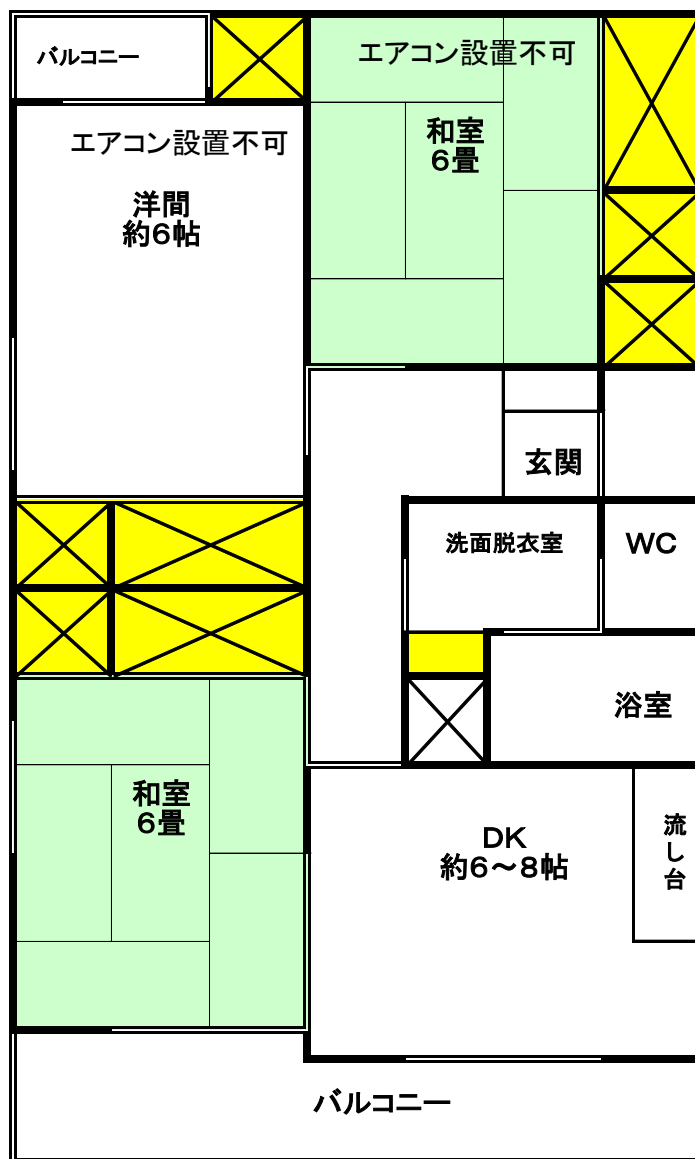 バルコニー
エアコン設置不可
エアコン設置不可
和室
6畳
洋間
約6帖
玄関
洗面脱衣室
WC
浴室
和室
6畳
DK
約6～8帖
流し台
バルコニー